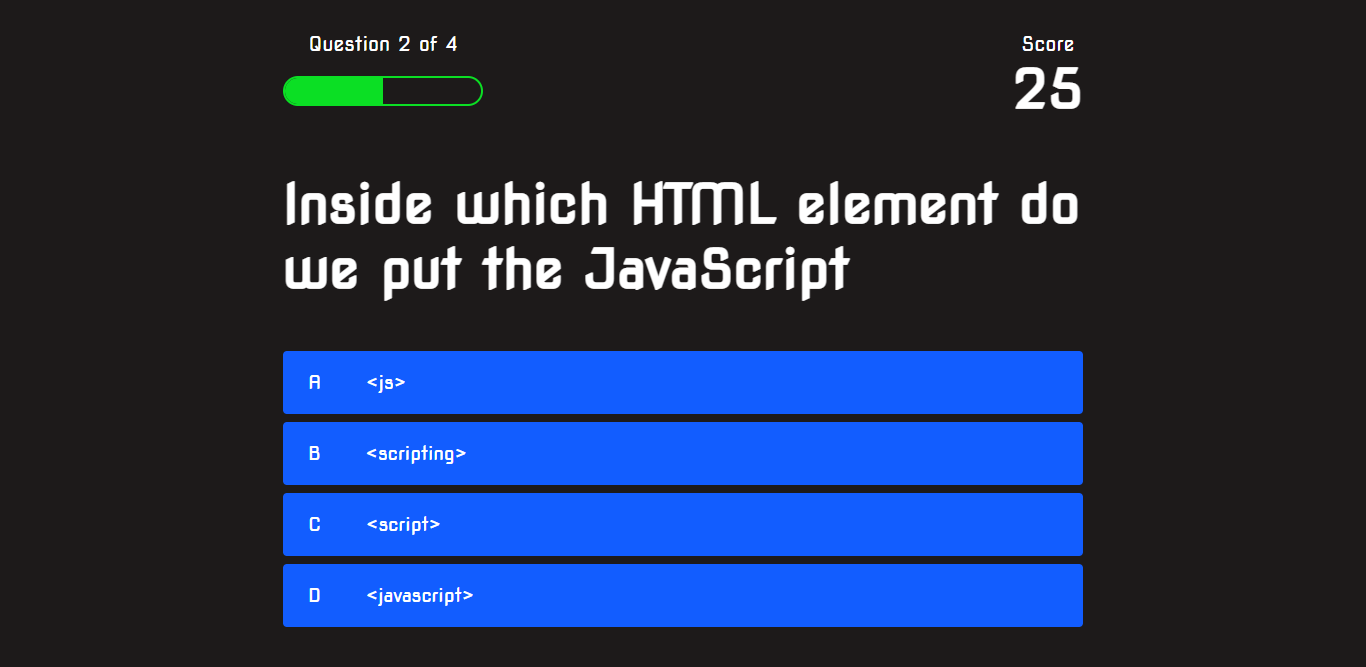 Question 2 of 4
Score
25
Inside which HTML element do
we put the JavaScript
A <js>
B <scripting>
C <script>
D <javascript>